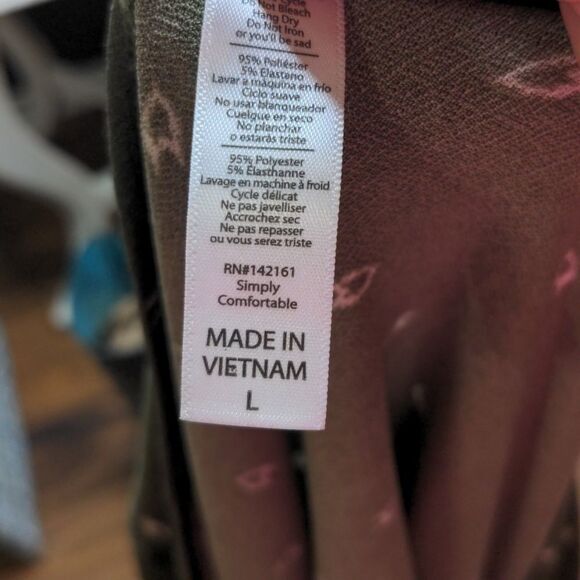 Do Not Bleach
Hang Dry
Do Not Iron
or you'll be sad
95% Poliéster
5% Elasteno
Lavar a máquina en frío
Ciclo suave
No usar blanqueador
Cuelgue en seco
No planchar
o estarás triste
95% Polyester
5% Élasthanne
Lavage en machine à froid
Cycle délicat
Ne pas javelliser
Accrochez sec
Ne pas repasser
ou vous serez triste
RN#142161
Simply
Comfortable
MADE IN
VIETNAM
L